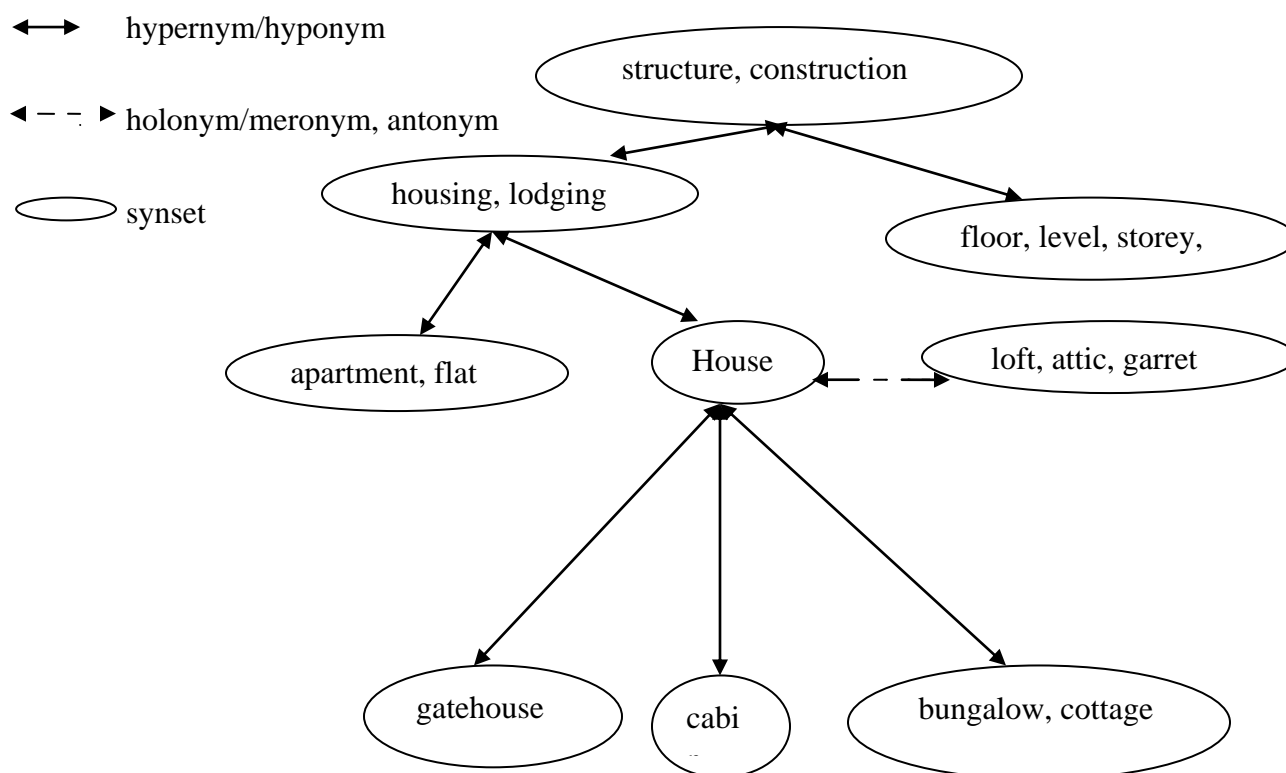 hypernym/hyponym
structure, construction
holonym/meronym, antonym
housing, lodging
synset
floor, level, storey,
apartment, flat
House
loft, attic, garret
gatehouse
cabi
bungalow, cottage